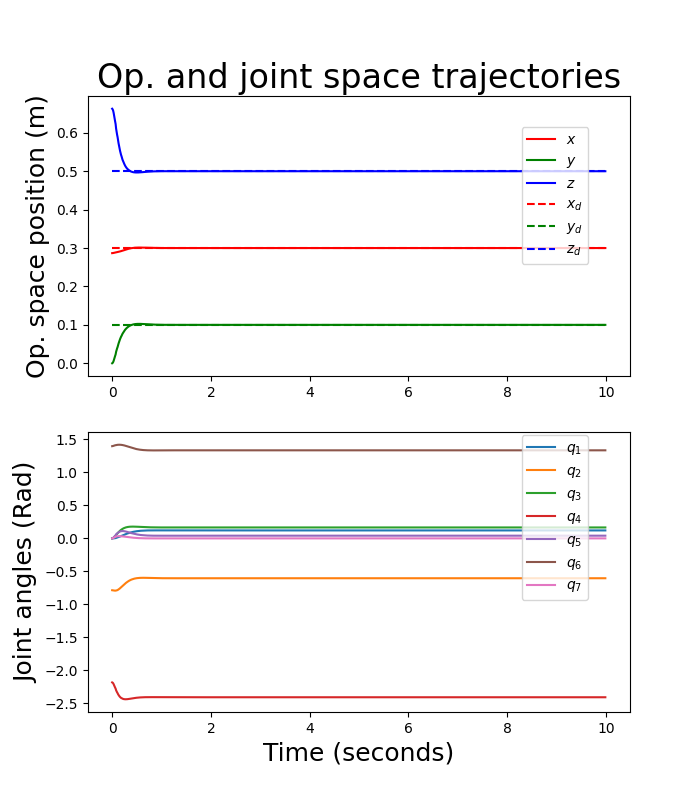 Op. and joint space trajectories
Op. space position (m)
0.6
0.5
0.4
0.3
0.2
0.1
0.0
x
y
z
x_d
y_d
z_d
0 2 4 6 8 10
Joint angles (Rad)
1.5
1.0
0.5
0.0
−0.5
−1.0
−1.5
−2.0
−2.5
q_1
q_2
q_3
q_4
q_5
q_6
q_7
0 2 4 6 8 10
Time (seconds)